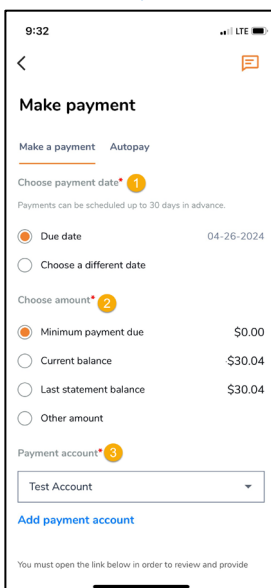 9:32
LTE
Make payment
Make a payment Autopay
Choose payment date* 1
Payments can be scheduled up to 30 days in advance.
Due date 04-26-2024
Choose a different date
Choose amount* 2
Minimum payment due $0.00
Current balance -$30.04
Last statement balance $30.04
Other amount
Payment account* 3
Test Account
Add payment account
You must open the link below in order to review and provide